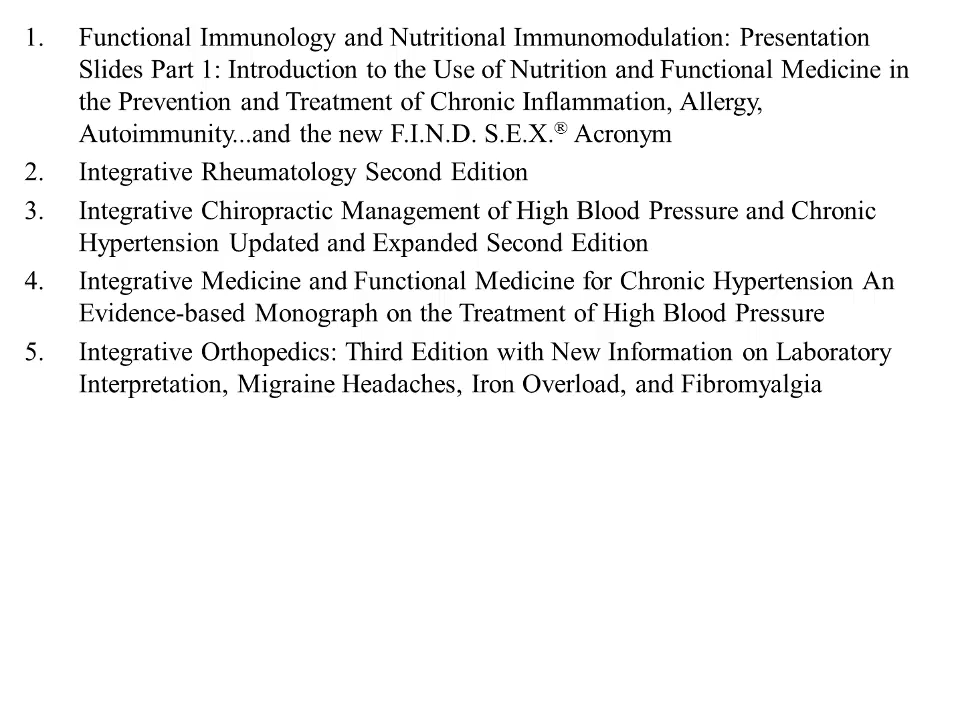 1. Functional Immunology and Nutritional Immunomodulation: Presentation
Slides Part 1: Introduction to the Use of Nutrition and Functional Medicine in
the Prevention and Treatment of Chronic Inflammation, Allergy,
Autoimmunity...and the new F.I.N.D. S.E.X.® Acronym
2. Integrative Rheumatology Second Edition
3. Integrative Chiropractic Management of High Blood Pressure and Chronic
Hypertension Updated and Expanded Second Edition
4. Integrative Medicine and Functional Medicine for Chronic Hypertension An
Evidence-based Monograph on the Treatment of High Blood Pressure
5. Integrative Orthopedics: Third Edition with New Information on Laboratory
Interpretation, Migraine Headaches, Iron Overload, and Fibromyalgia